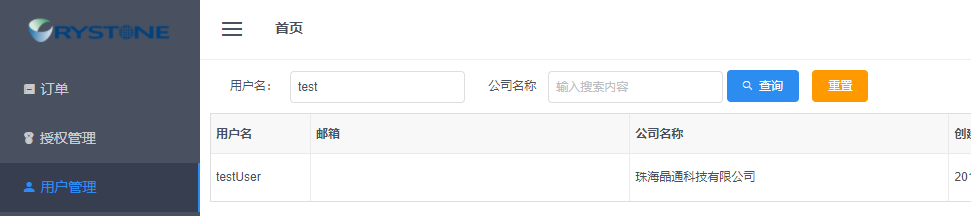 CRYSTONE
首页
订单
授权管理
用户管理
用户名： test 公司名称 输入搜索内容 查询 重置
用户名 邮箱 公司名称 创
testUser 珠海晶通科技有限公司 201